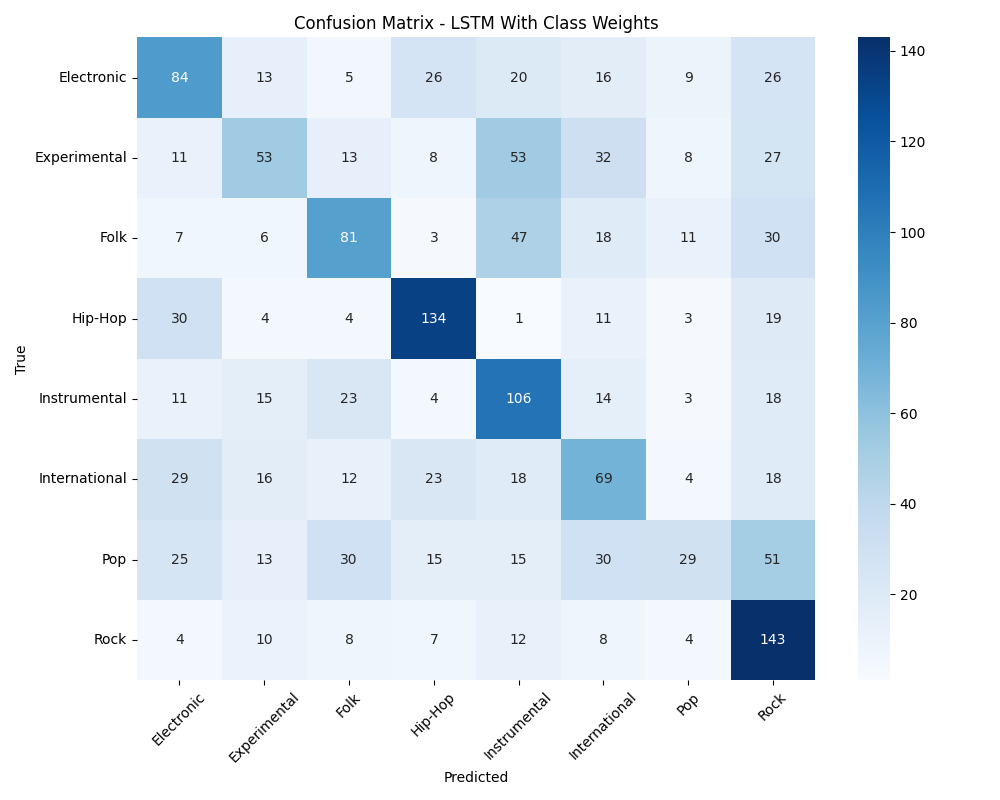 Confusion Matrix - LSTM With Class Weights
True
Electronic 84 13 5 26 20 16 9 26
Experimental 11 53 13 8 53 32 8 27
Folk 7 6 81 3 47 18 11 30
Hip-Hop 30 4 4 134 1 11 3 19
Instrumental 11 15 23 4 106 14 3 18
International 29 16 12 23 18 69 4 18
Pop 25 13 30 15 15 30 29 51
Rock 4 10 8 7 12 8 4 143
Electronic Experimental Folk Hip-Hop Instrumental International Pop Rock
Predicted
140
120
100
80
60
40
20